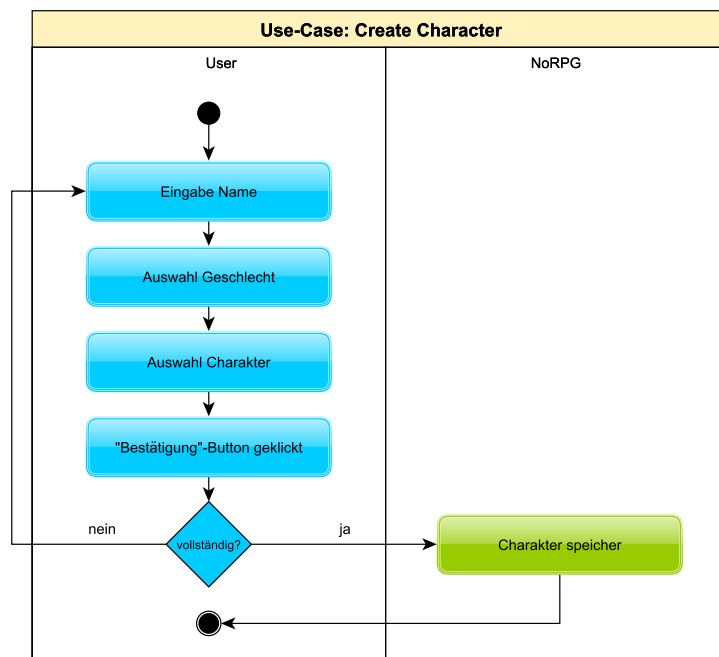 Use-Case: Create Character
User
NoRPG
Eingabe Name
Auswahl Geschlecht
Auswahl Charakter
"Bestätigung"-Button geklickt
nein
vollständig?
ja
Charakter speicher